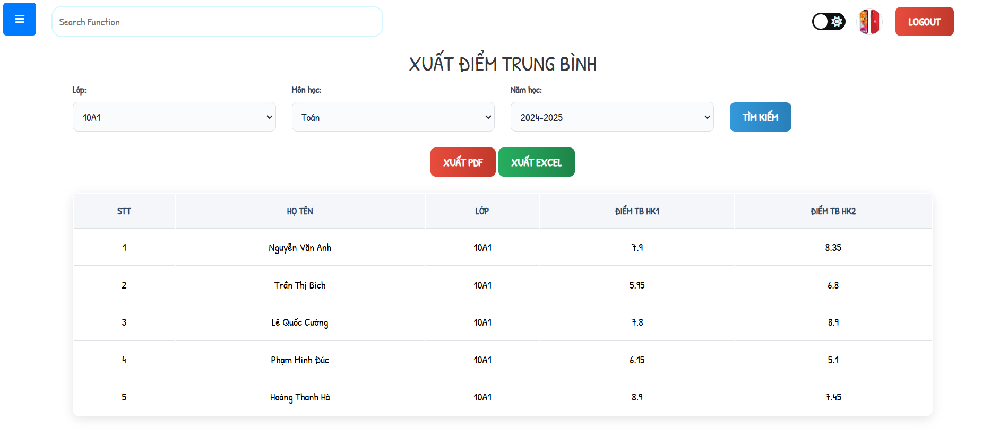 Search Function
LOGOUT
XUẤT ĐIỂM TRUNG BÌNH
Lớp: Môn học: Năm học:
10A1 Toán 2024-2025 TÌM KIẾM
XUẤT PDF XUẤT EXCEL
STT HỌ TÊN LỚP ĐIỂM TB HK1 ĐIỂM TB HK2
1 Nguyễn Văn Anh 10A1 7.9 8.35
2 Trần Thị Bích 10A1 5.95 6.8
3 Lê Quốc Cường 10A1 7.8 8.9
4 Phạm Minh Đức 10A1 6.15 5.1
5 Hoàng Thanh Hà 10A1 8.9 7.45